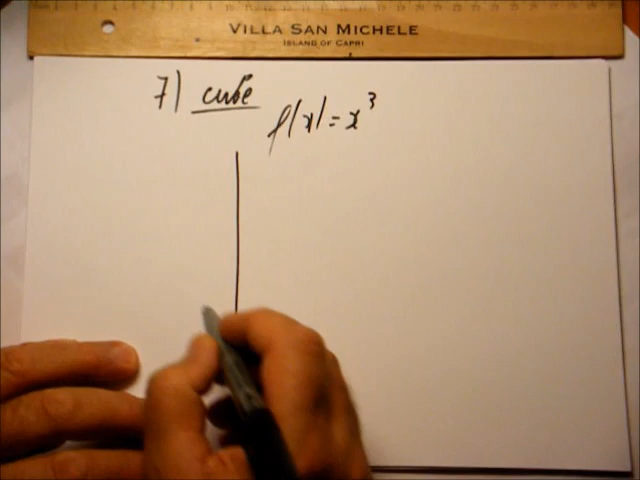 VILLA SAN MICHELE
ISLAND OF CAPRI
7) cube
f(x)=x³